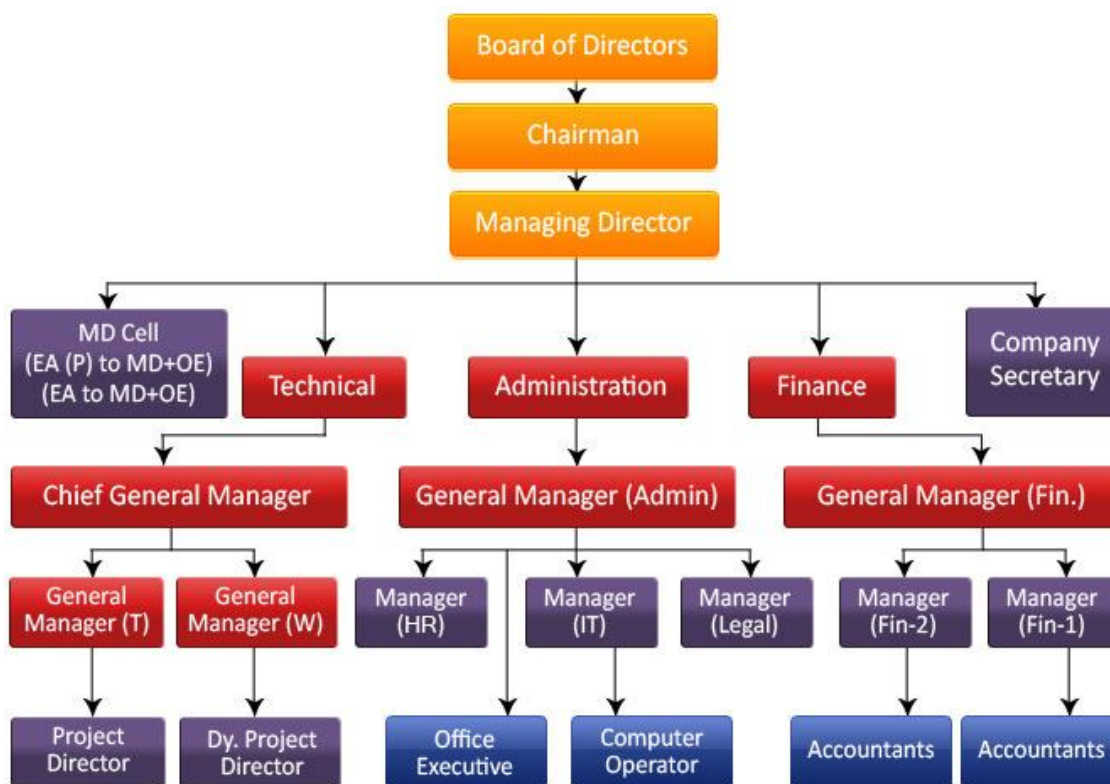 Board of Directors
Chairman
Managing Director
MD Cell
(EA (P) to MD+OE)
(EA to MD+OE)
Technical
Administration
Finance
Company
Secretary
Chief General Manager
General Manager (Admin)
General Manager (Fin.)
General
Manager (T)
General
Manager (W)
Manager
(HR)
Manager
(IT)
Manager
(Legal)
Manager
(Fin-2)
Manager
(Fin-1)
Project
Director
Dy. Project
Director
Office
Executive
Computer
Operator
Accountants
Accountants